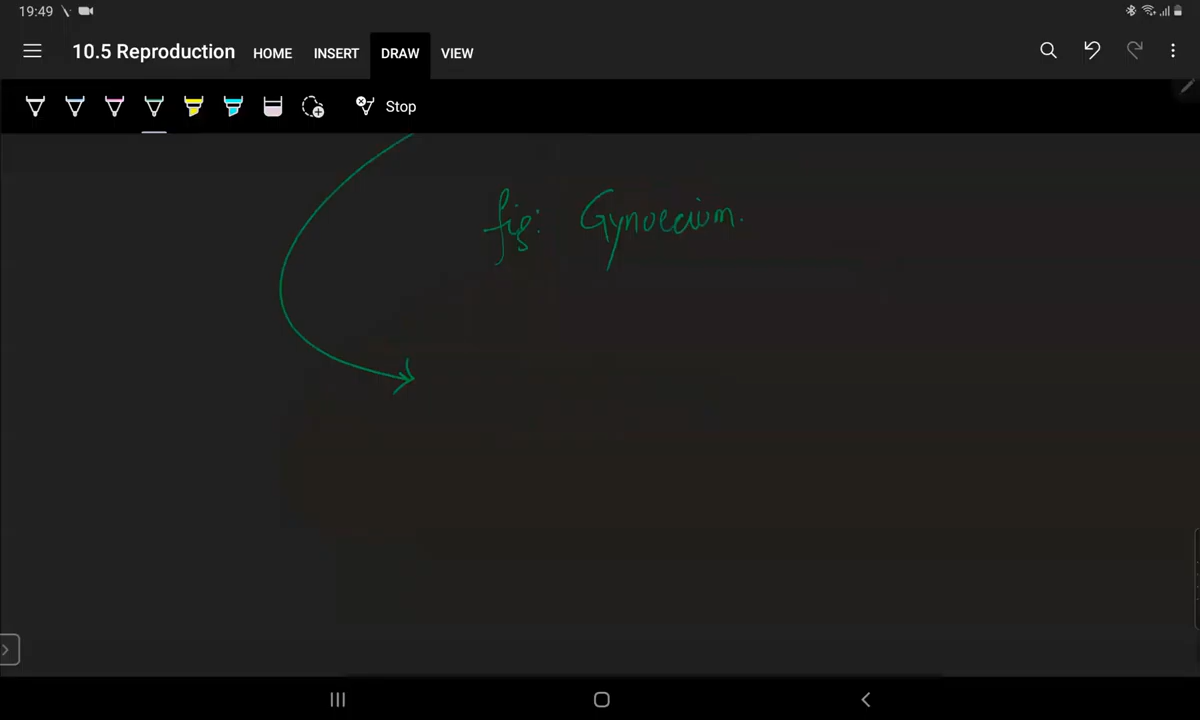 19:49
10.5 Reproduction HOME INSERT DRAW VIEW
Stop
fig: Gynoecium.